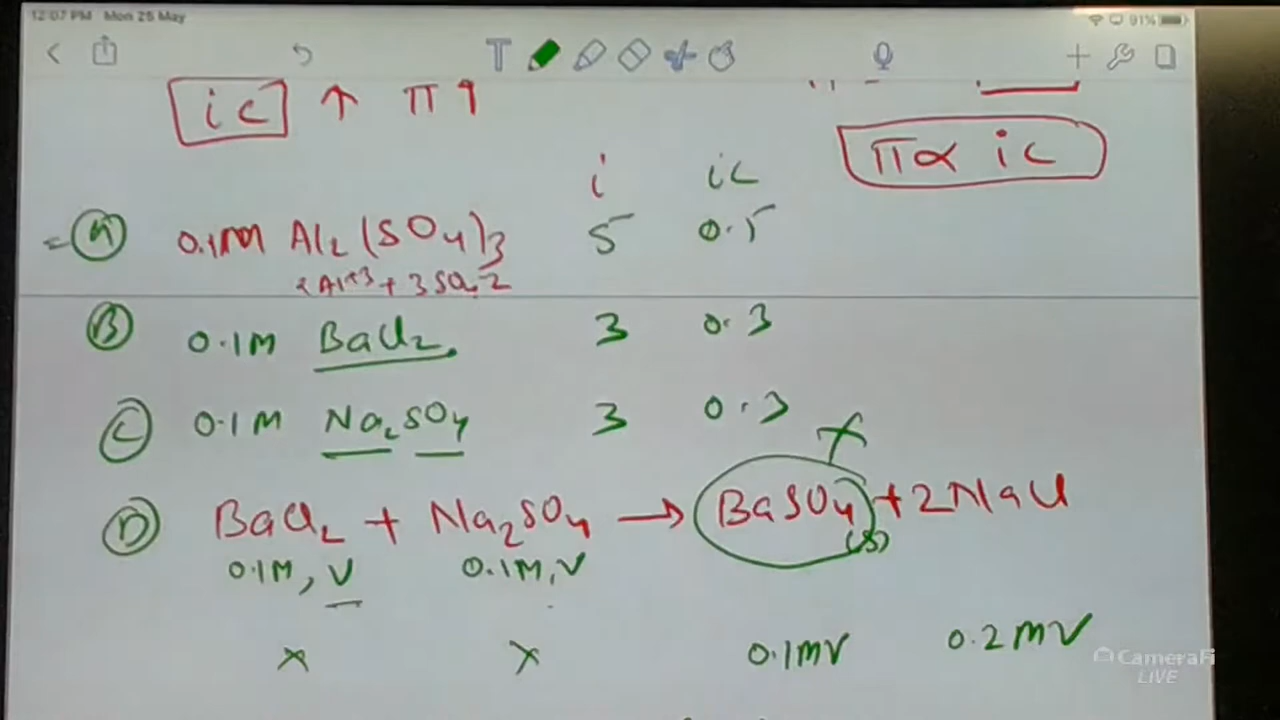 12:07 PM Mon 25 May 91%
T
ic ↑ π ↑
π ∝ ic
i ic
= (A) 0.1M Al₂(SO₄)₃ 5 0.5
2Al⁺³ + 3SO₄⁻²
(B) 0.1M BaCl₂ 3 0.3
(C) 0.1M Na₂SO₄ 3 0.3
(D) BaCl₂ + Na₂SO₄ → BaSO₄(s) + 2NaCl
0.1M, V 0.1M, V
× × 0.1MV 0.2MV
CameraFi
LIVE